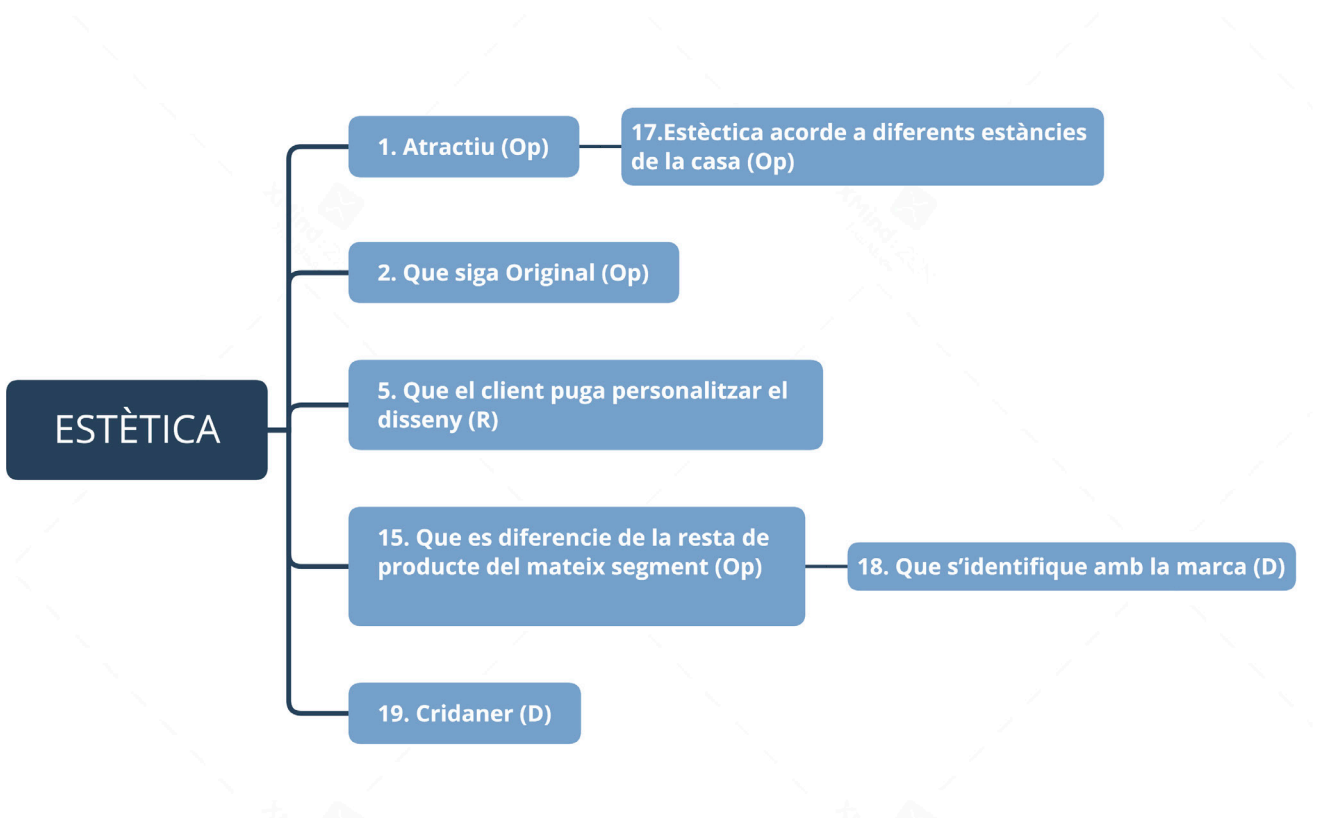 ESTÈTICA
1. Atractiu (Op)
17.Estèctica acorde a diferents estàncies
de la casa (Op)
2. Que siga Original (Op)
5. Que el client puga personalitzar el
disseny (R)
15. Que es diferencie de la resta de
producte del mateix segment (Op)
18. Que s’identifique amb la marca (D)
19. Cridaner (D)